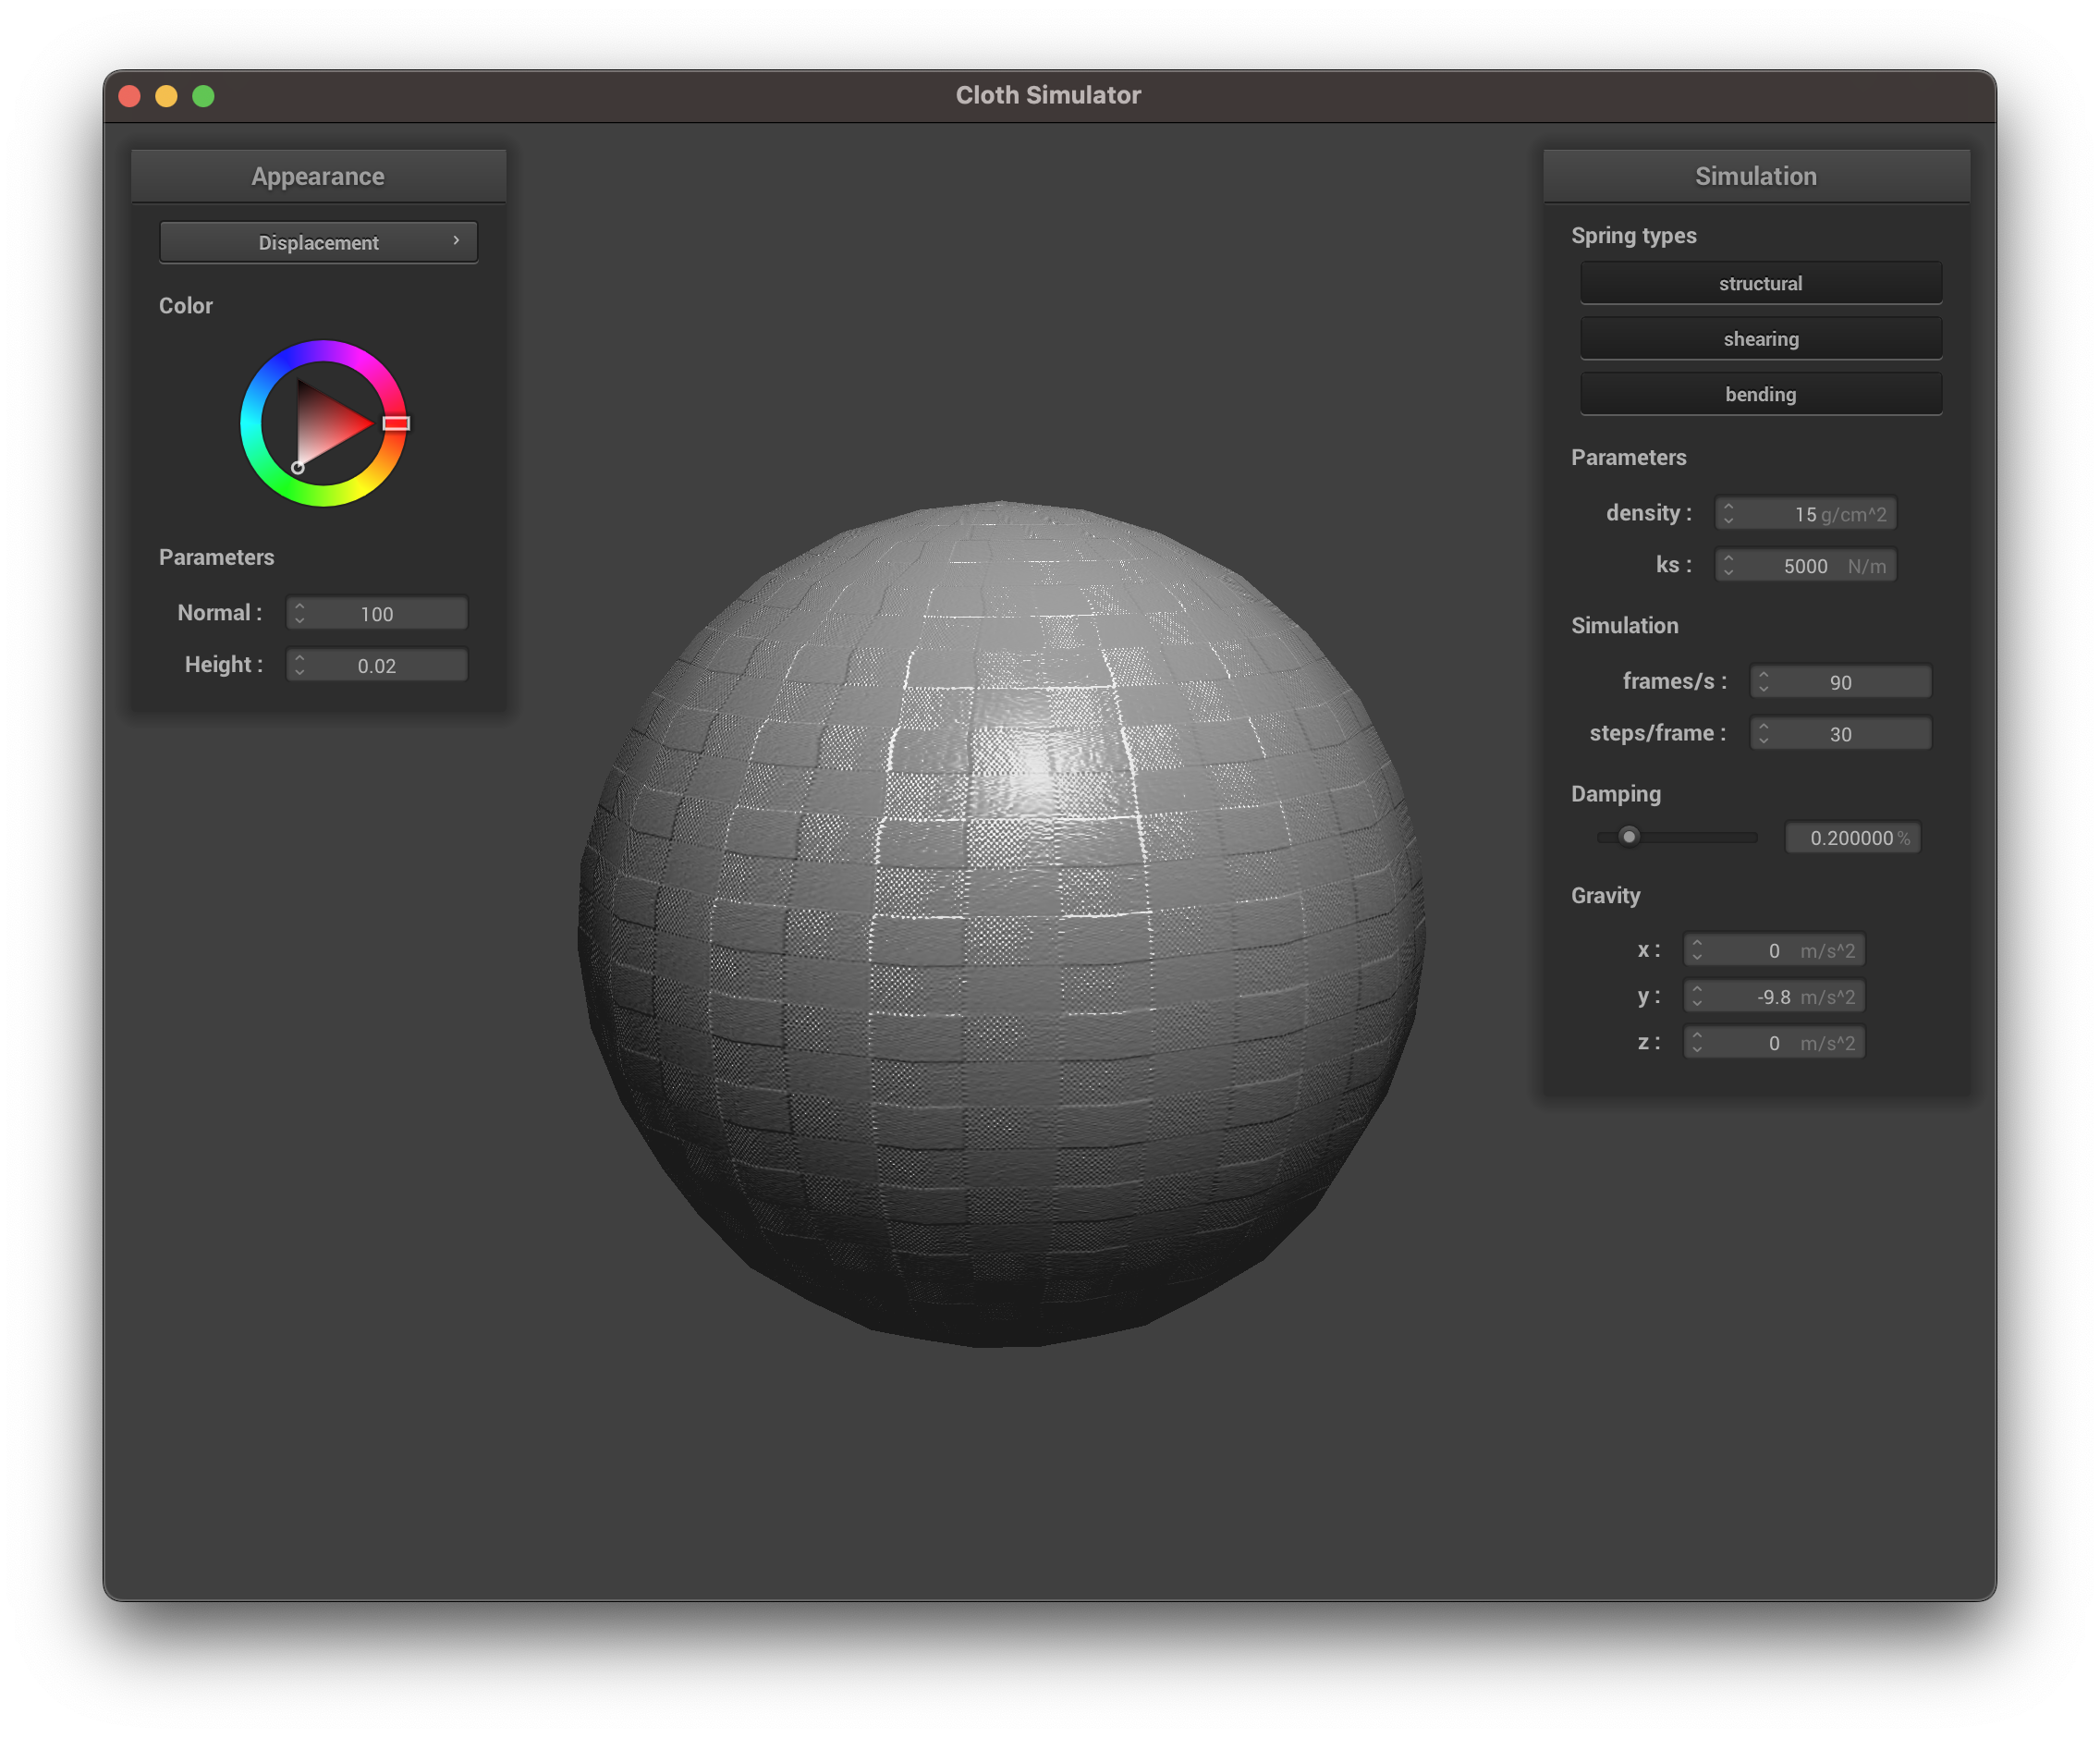 Cloth Simulator
Appearance
Displacement
Color
Parameters
Normal : 100
Height : 0.02
Simulation
Spring types
structural
shearing
bending
Parameters
density : 15 g/cm^2
ks : 5000 N/m
Simulation
frames/s : 90
steps/frame : 30
Damping
0.200000 %
Gravity
x : 0 m/s^2
y : -9.8 m/s^2
z : 0 m/s^2